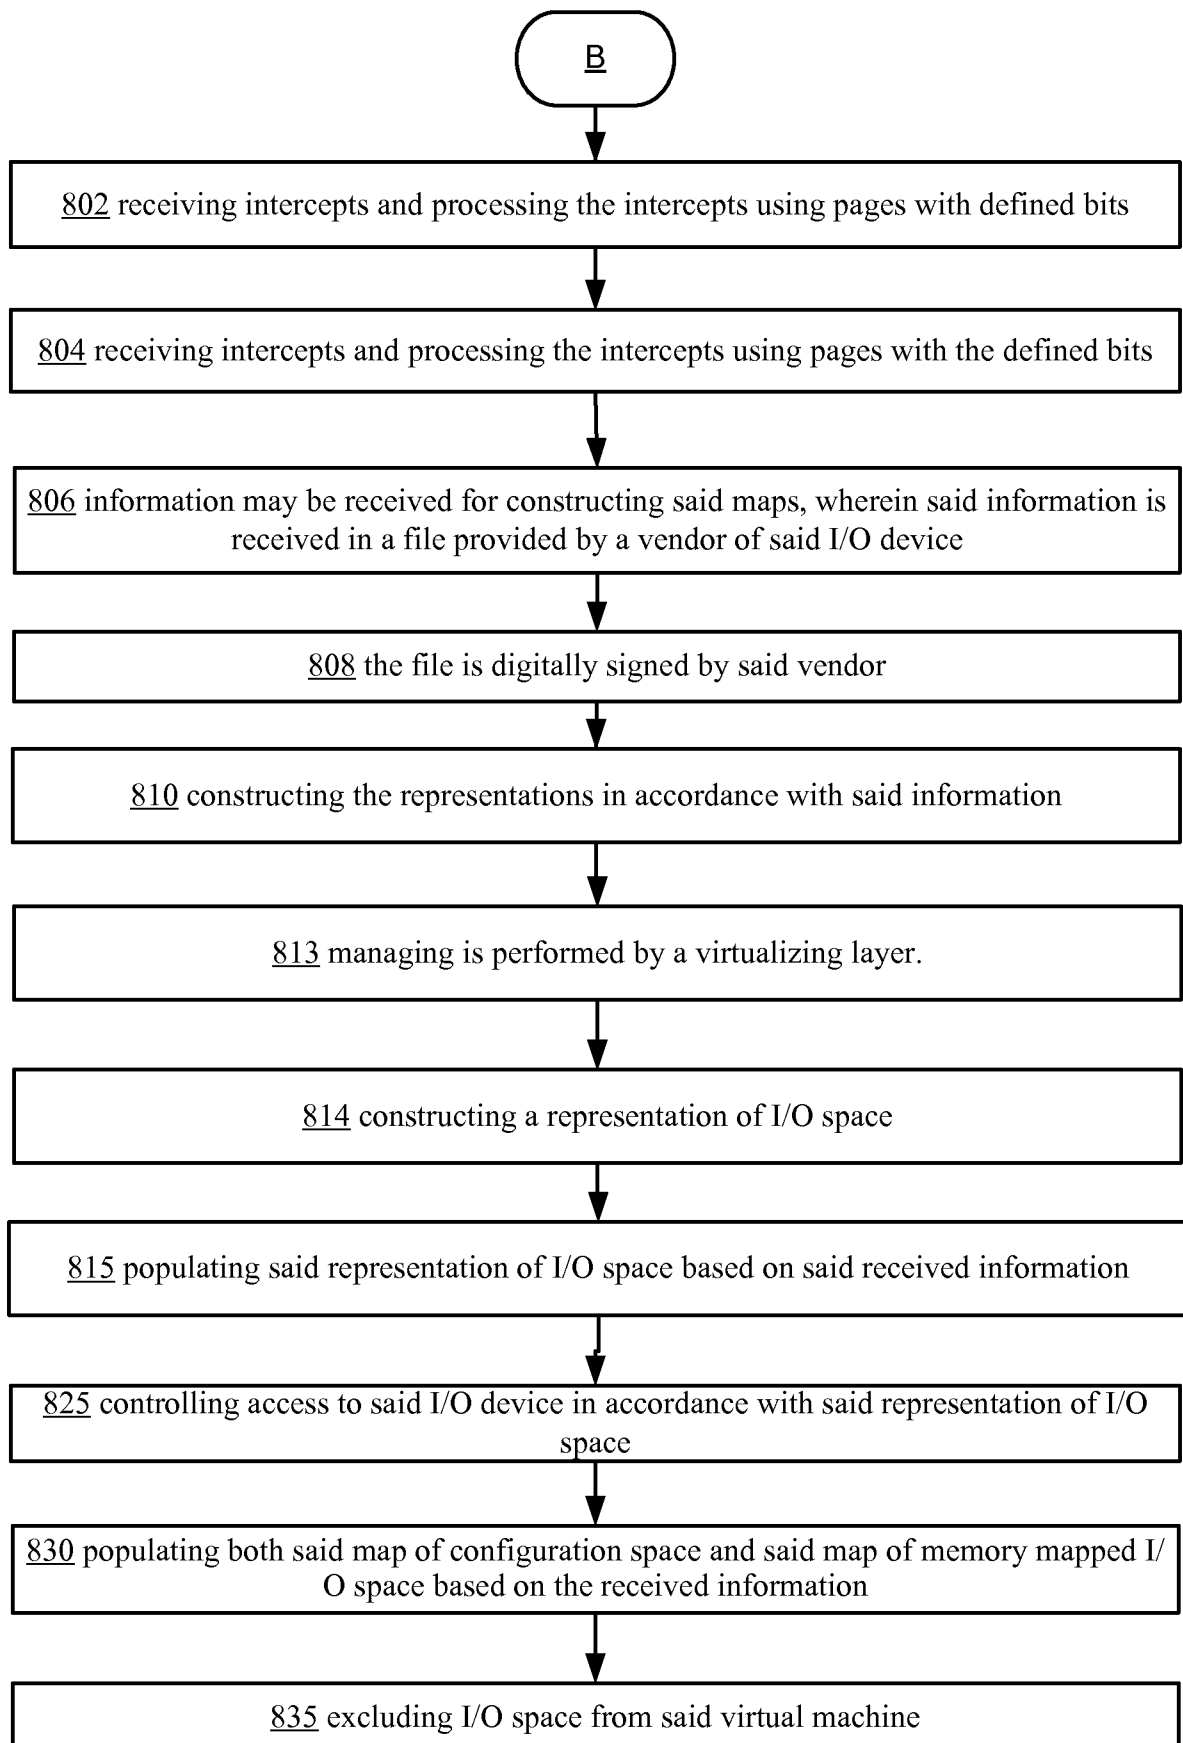 B
802 receiving intercepts and processing the intercepts using pages with defined bits
804 receiving intercepts and processing the intercepts using pages with the defined bits
806 information may be received for constructing said maps, wherein said information is
received in a file provided by a vendor of said I/O device
808 the file is digitally signed by said vendor
810 constructing the representations in accordance with said information
813 managing is performed by a virtualizing layer.
814 constructing a representation of I/O space
815 populating said representation of I/O space based on said received information
825 controlling access to said I/O device in accordance with said representation of I/O
space
830 populating both said map of configuration space and said map of memory mapped I/
O space based on the received information
835 excluding I/O space from said virtual machine